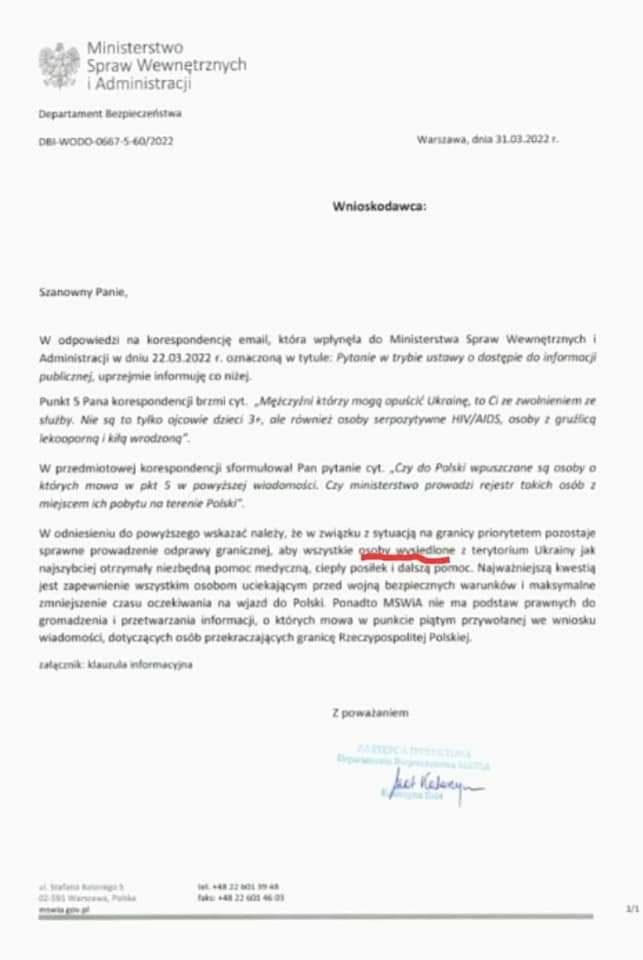 Ministerstwo
Spraw Wewnętrznych
i Administracji
Departament Bezpieczeństwa
DBI-WODO-0667-5-60/2022
Warszawa, dnia 31.03.2022 r.
Wnioskodawca:
Szanowny Panie,
W odpowiedzi na korespondencję email, która wpłynęła do Ministerstwa Spraw Wewnętrznych i
Administracji w dniu 22.03.2022 r. oznaczoną w tytule: Pytanie w trybie ustawy o dostępie do informacji
publicznej, uprzejmie informuję co niżej.
Punkt 5 Pana korespondencji brzmi cyt. „Mężczyźni którzy mogą opuścić Ukrainę, to Ci ze zwolnieniem ze
służby. Nie są to tylko ojcowie dzieci 3+, ale również osoby serpozytywne HIV/AIDS, osoby z gruźlicą
lekooporną i kiłą wrodzoną”.
W przedmiotowej korespondencji sformułował Pan pytanie cyt. „Czy do Polski wpuszczane są osoby o
których mowa w pkt 5 w powyższej wiadomości. Czy ministerstwo prowadzi rejestr takich osób z
miejscem ich pobytu na terenie Polski”.
W odniesieniu do powyższego wskazać należy, że w związku z sytuacją na granicy priorytetem pozostaje
sprawne prowadzenie odprawy granicznej, aby wszystkie osoby wysiedlone z terytorium Ukrainy jak
najszybciej otrzymały niezbędną pomoc medyczną, ciepły posiłek i dalszą pomoc. Najważniejszą kwestią
jest zapewnienie wszystkim osobom uciekającym przed wojną bezpiecznych warunków i maksymalne
zmniejszenie czasu oczekiwania na wjazd do Polski. Ponadto MSWiA nie ma podstaw prawnych do
gromadzenia i przetwarzania informacji, o których mowa w punkcie piątym przywołanej we wniosku
wiadomości, dotyczących osób przekraczających granicę Rzeczypospolitej Polskiej.
załącznik: klauzula informacyjna
Z poważaniem
ZASTĘPCA DYREKTORA
Departamentu Bezpieczeństwa MSWiA
ul. Stefana Batorego 5
02-591 Warszawa, Polska
mswia.gov.pl
tel. +48 22 601 39 48
faks: +48 22 601 46 03
1/1